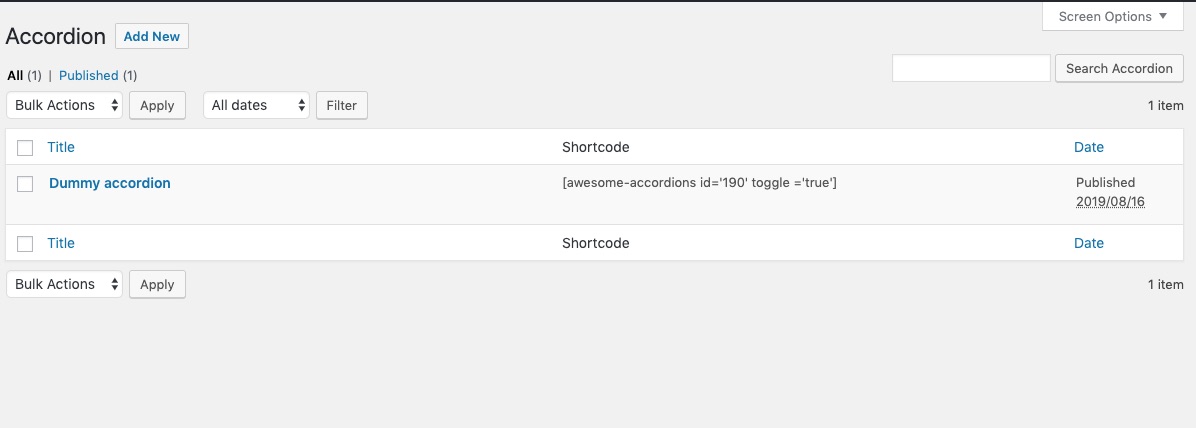 Screen Options
Accordion Add New
All (1) | Published (1)
Search Accordion
Bulk Actions Apply All dates Filter 1 item
Title Shortcode Date
Dummy accordion [awesome-accordions id='190' toggle ='true'] Published
2019/08/16
Title Shortcode Date
Bulk Actions Apply 1 item